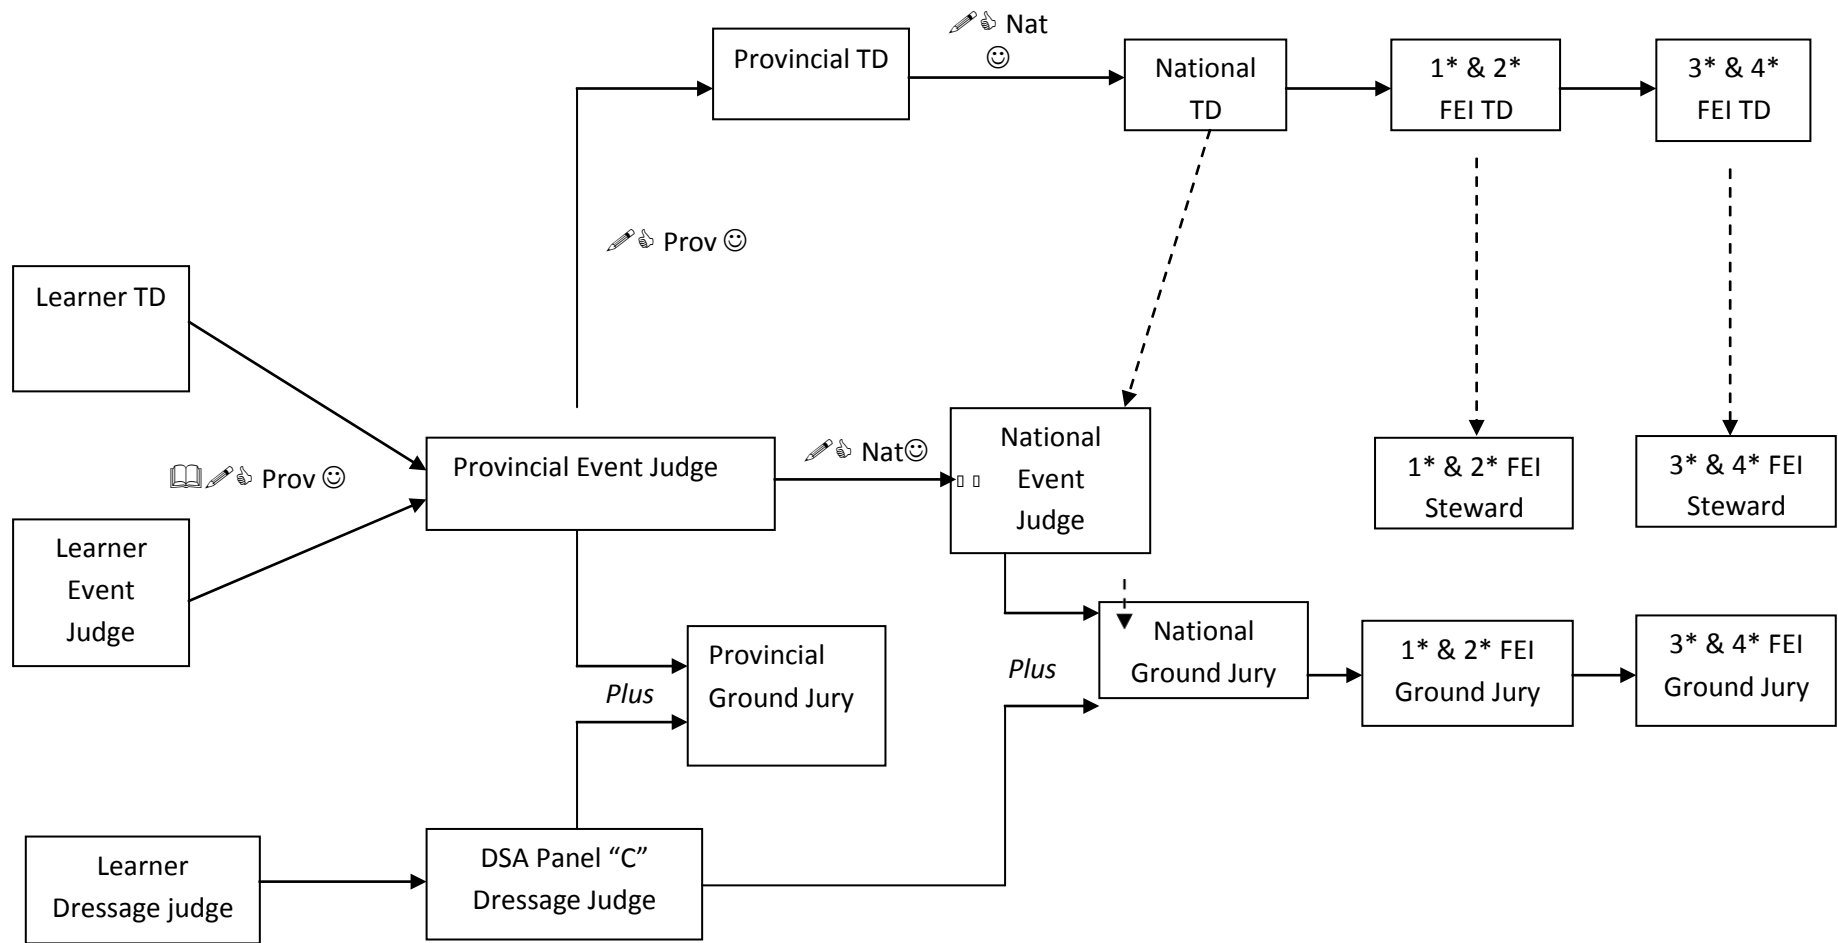 🖉👍 Nat
☺
Provincial TD
National
TD
1* & 2*
FEI TD
3* & 4*
FEI TD
🖉👍 Prov ☺
Learner TD
🕮🖉👍 Prov ☺
Provincial Event Judge
🖉👍 Nat☺
National
Event
Judge
1* & 2* FEI
Steward
3* & 4* FEI
Steward
Learner
Event
Judge
Provincial
Ground Jury
Plus
National
Ground Jury
Plus
1* & 2* FEI
Ground Jury
3* & 4* FEI
Ground Jury
Learner
Dressage judge
DSA Panel “C”
Dressage Judge